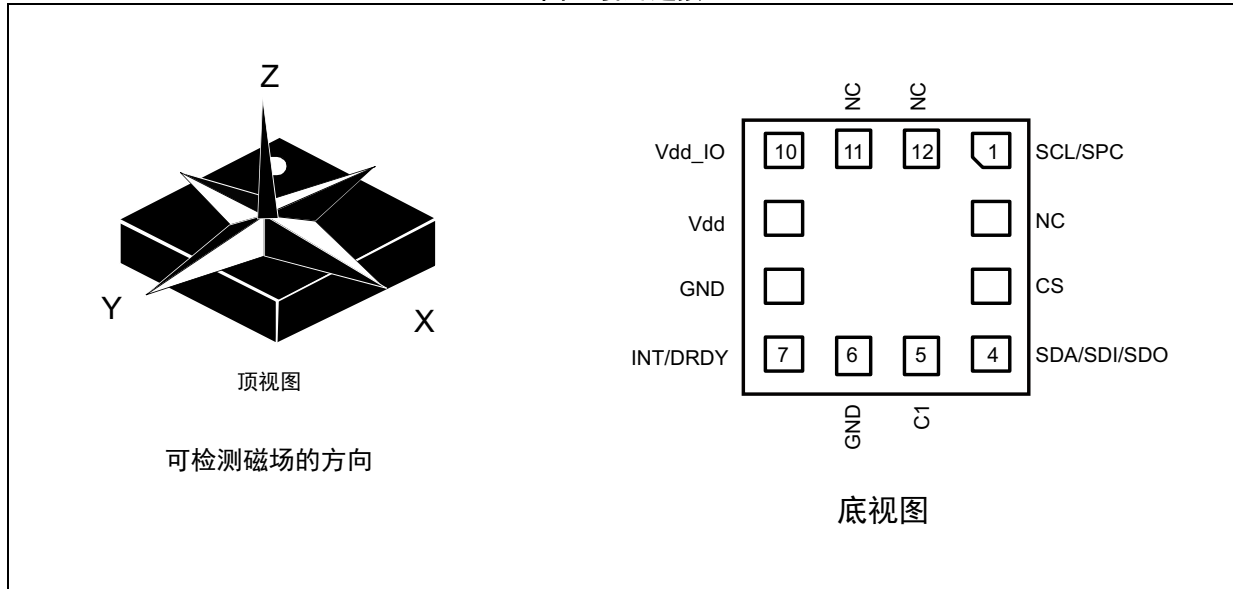 Z
Y
X
顶视图
可检测磁场的方向
NC
NC
Vdd_IO
10
11
12
1
SCL/SPC
Vdd
NC
GND
CS
INT/DRDY
7
6
5
4
SDA/SDI/SDO
GND
C1
底视图